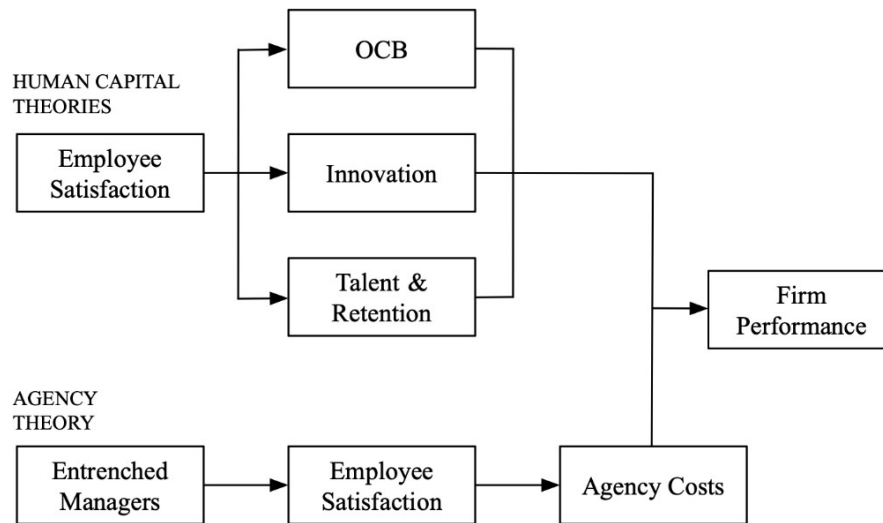 OCB
HUMAN CAPITAL
THEORIES
Employee
Satisfaction
Innovation
Talent &
Retention
Firm
Performance
AGENCY
THEORY
Entrenched
Managers
Employee
Satisfaction
Agency Costs